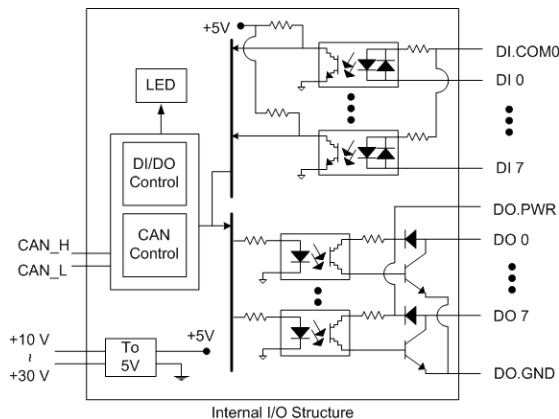 +5V
DI.COM0
LED
DI 0
DI/DO
Control
DI 7
DO.PWR
CAN
Control
CAN_H
CAN_L
DO 0
+10 V
~
+30 V
To
5V
+5V
DO 7
DO.GND
Internal I/O Structure